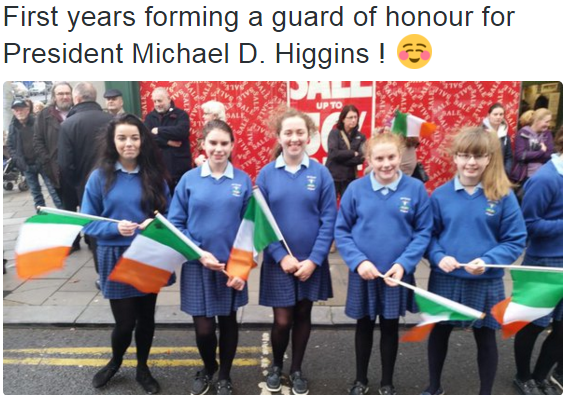 First years forming a guard of honour for
President Michael D. Higgins ! ☺️
SALE
UP TO